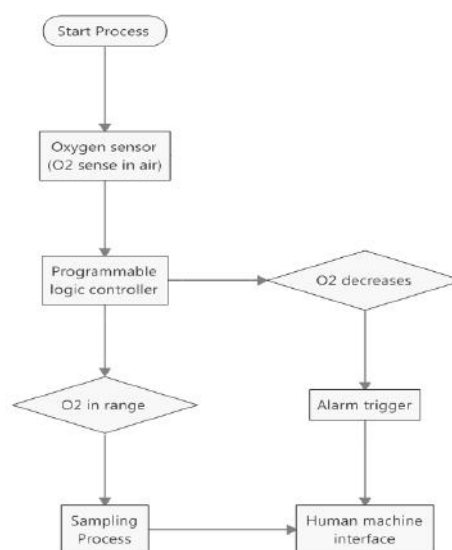 Start Process
Oxygen sensor
(O2 sense in air)
Programmable
logic controller
O2 decreases
O2 in range
Alarm trigger
Sampling
Process
Human machine
interface